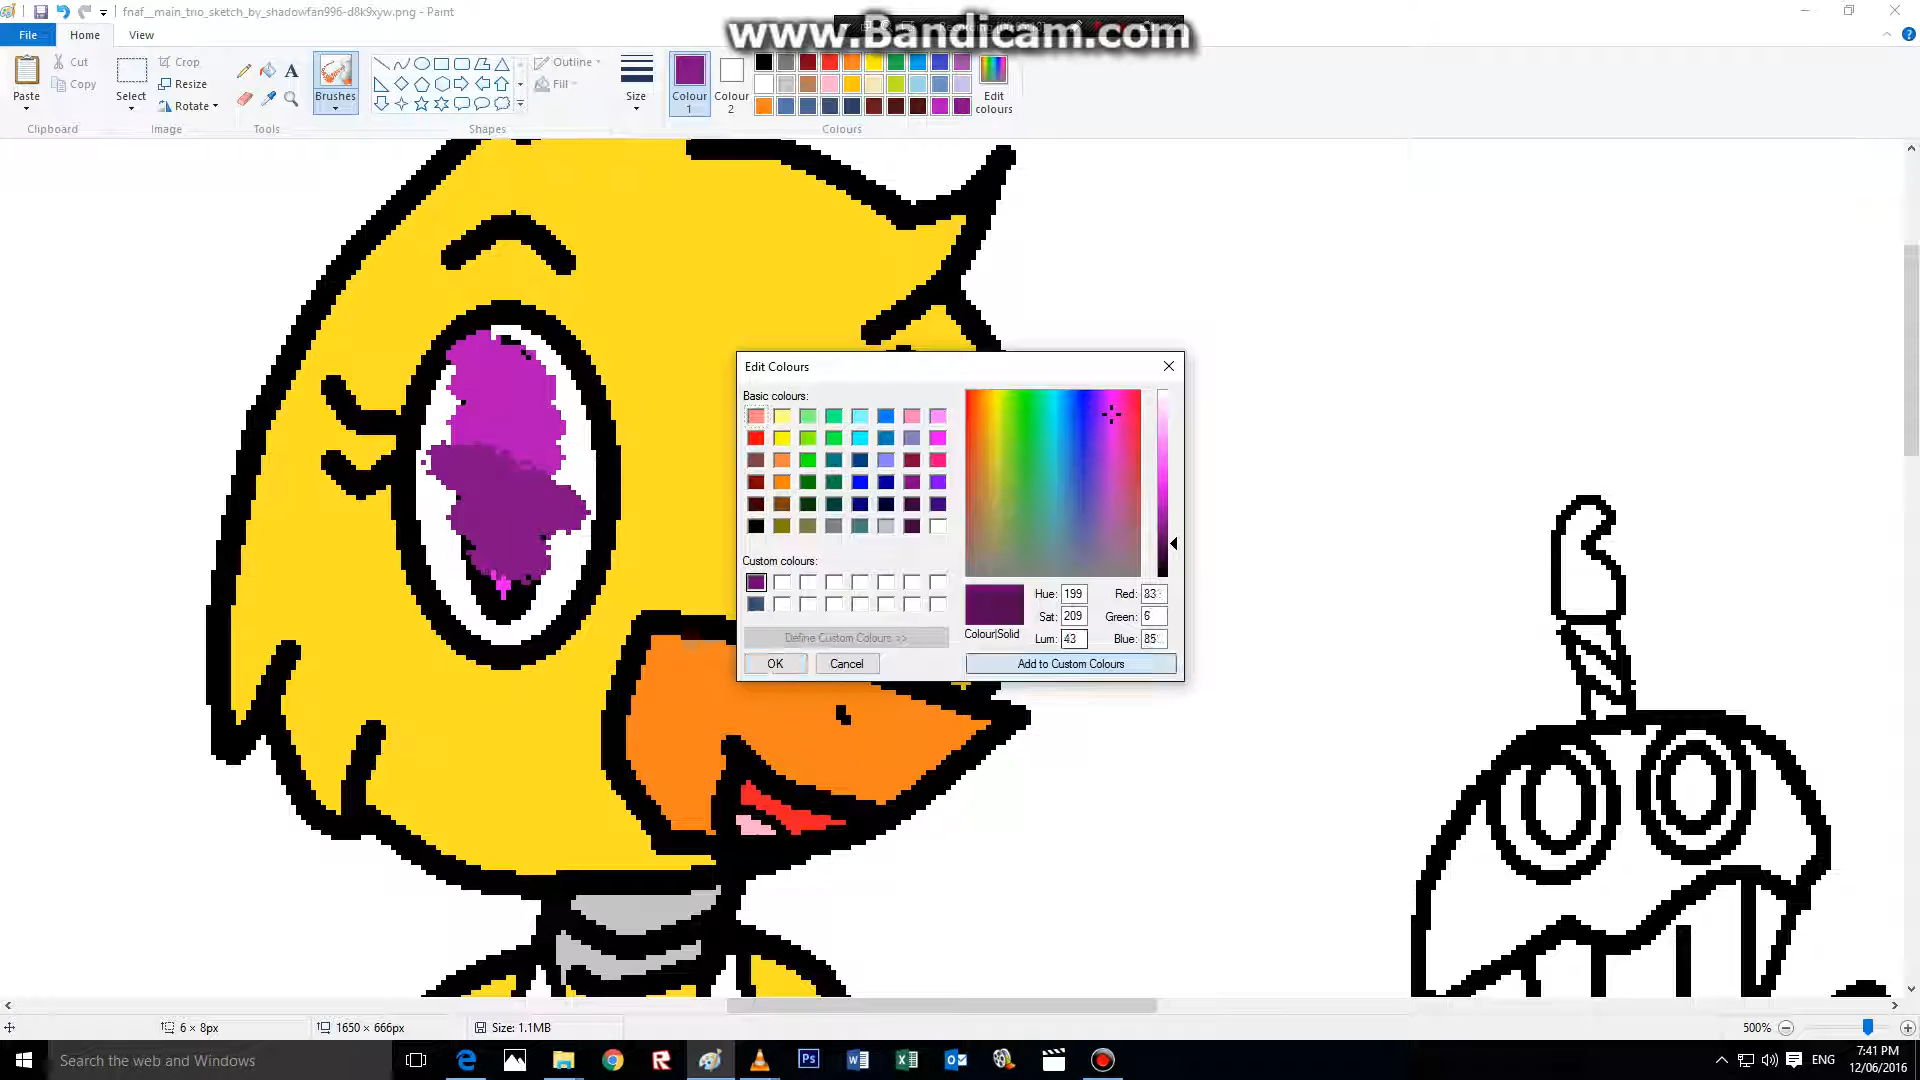 fnaf__main_trio_sketch_by_shadowfan996-d8k9xyw.png - Paint
www.Bandicam.com
File
Home
View
Paste
Cut
Copy
Clipboard
Select
Crop
Resize
Rotate
Image
Tools
Brushes
Shapes
Outline
Fill
Size
Colour
1
Colour
2
Edit
colours
Colours
Edit Colours
Basic colours:
Custom colours:
Define Custom Colours >>
OK
Cancel
Colour|Solid
Hue: 199
Sat: 209
Lum: 43
Red: 83
Green: 6
Blue: 85
Add to Custom Colours
6 × 8px
1650 × 666px
Size: 1.1MB
500%
Search the web and Windows
ENG
7:41 PM
12/06/2016